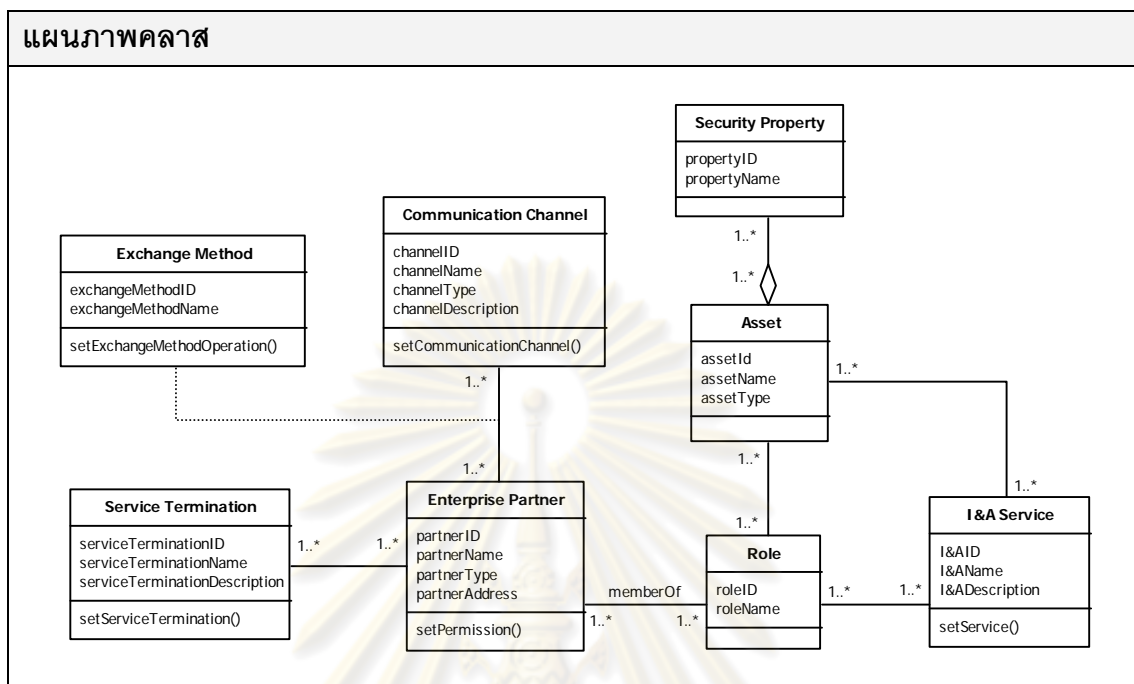 แผนภาพคลาส
Security Property
propertyID
propertyName
1..*
1..*
Communication Channel
channelID
channelName
channelType
channelDescription
setCommunicationChannel()
1..*
1..*
Exchange Method
exchangeMethodID
exchangeMethodName
setExchangeMethodOperation()
Asset
assetId
assetName
assetType
1..*
1..*
1..*
1..*
Service Termination
serviceTerminationID
serviceTerminationName
serviceTerminationDescription
setServiceTermination()
1..*
1..*
Enterprise Partner
partnerID
partnerName
partnerType
partnerAddress
setPermission()
memberOf
1..*
1..*
Role
roleID
roleName
1..*
1..*
I&A Service
I&AID
I&AName
I&ADescription
setService()